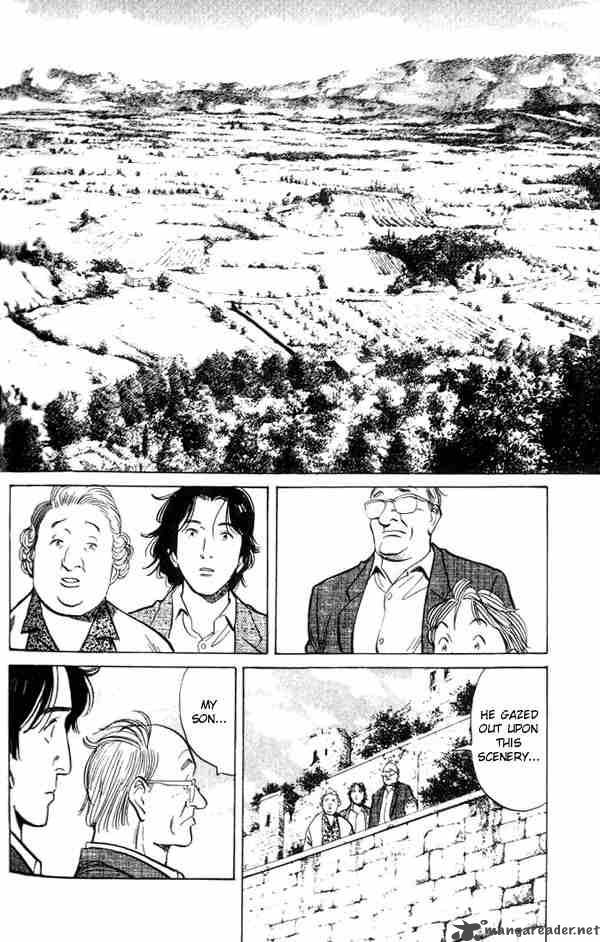 HE GAZED
OUT UPON
THIS
SCENERY...
MY
SON...
mangareader.net